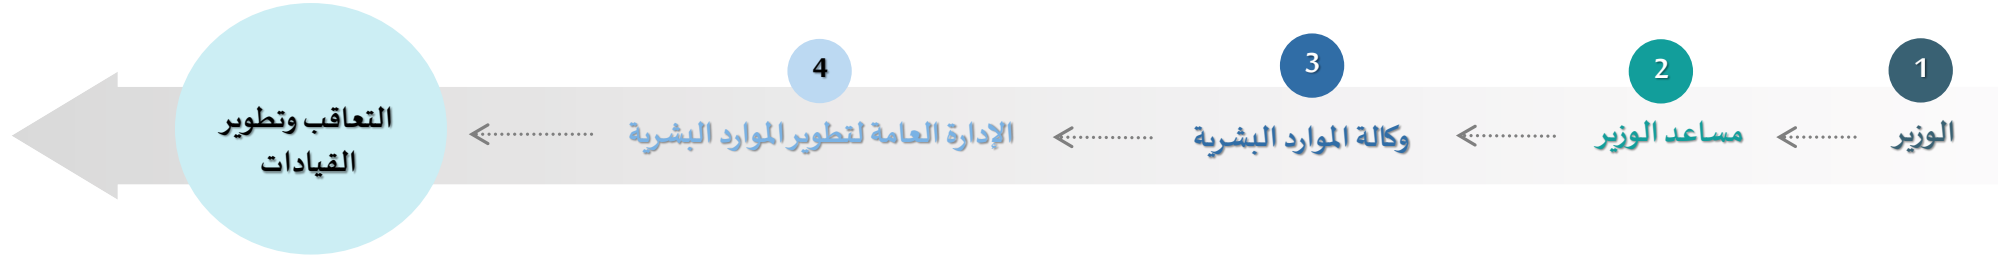 1
الوزير
2
مساعد الوزير
3
وكالة الموارد البشرية
4
الإدارة العامة لتطوير الموارد البشرية
التعاقب وتطوير
القيادات